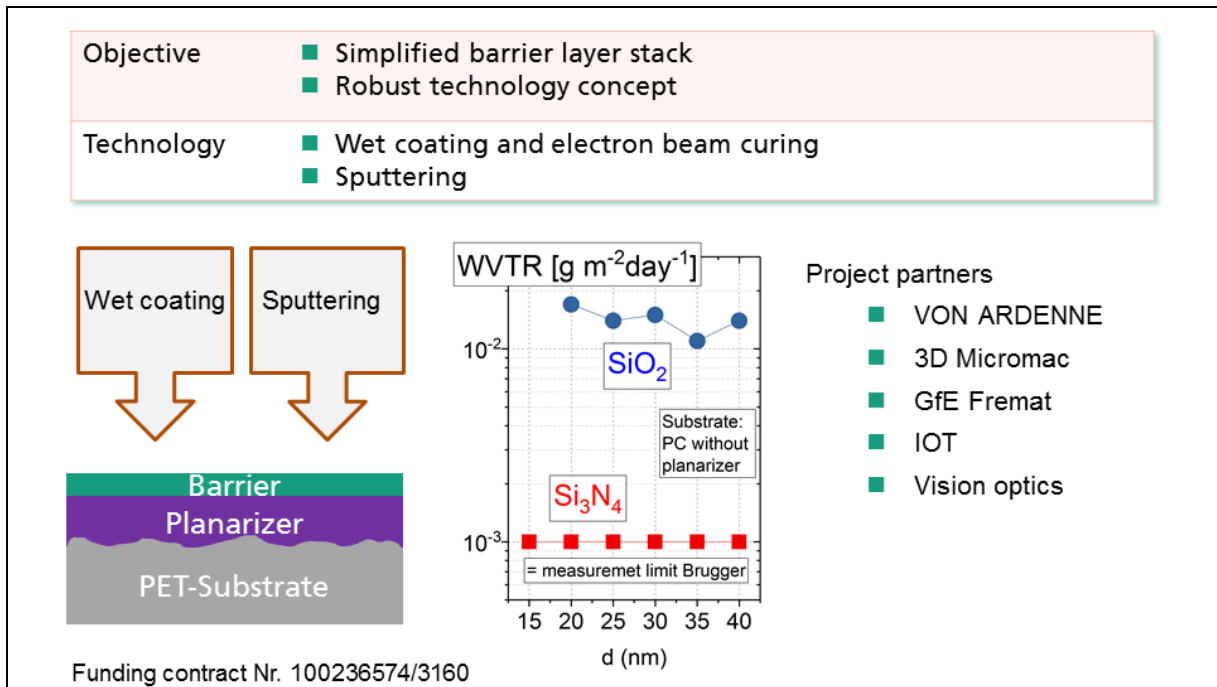 Objective
■ Simplified barrier layer stack
■ Robust technology concept
Technology
■ Wet coating and electron beam curing
■ Sputtering
Wet coating
Sputtering
Barrier
Planarizer
PET-Substrate
WVTR [g m⁻²day⁻¹]
10⁻²
10⁻³
SiO₂
Substrate:
PC without
planarizer
Si₃N₄
= measuremet limit Brugger
15 20 25 30 35 40
d (nm)
Project partners
■ VON ARDENNE
■ 3D Micromac
■ GfE Fremat
■ IOT
■ Vision optics
Funding contract Nr. 100236574/3160